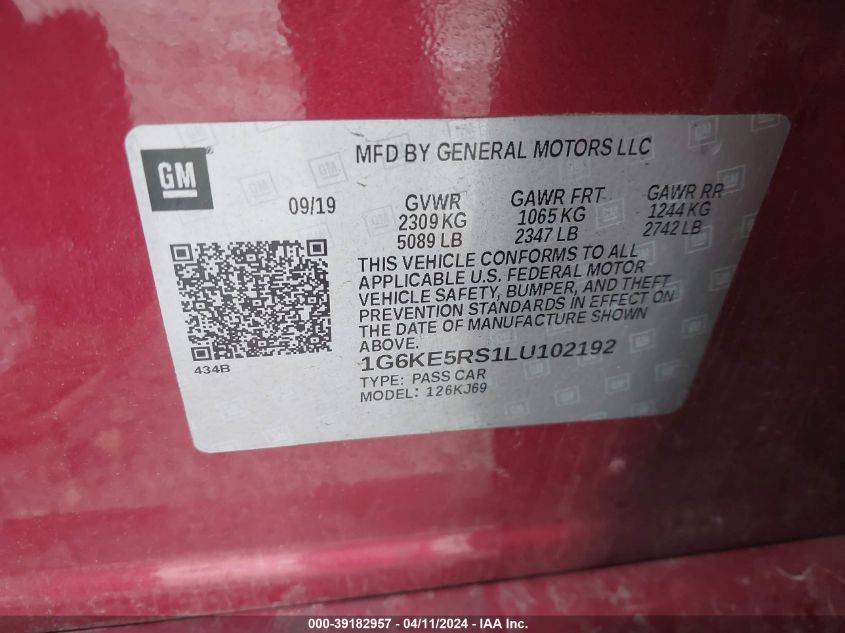 MFD BY GENERAL MOTORS LLC
GM
09/19
GVWR
2309 KG
5089 LB
GAWR FRT
1065 KG
2347 LB
GAWR RR
1244 KG
2742 LB
THIS VEHICLE CONFORMS TO ALL
APPLICABLE U.S. FEDERAL MOTOR
VEHICLE SAFETY, BUMPER, AND THEFT
PREVENTION STANDARDS IN EFFECT ON
THE DATE OF MANUFACTURE SHOWN
ABOVE.
434B
1G6KE5RS1LU102192
TYPE: PASS CAR
MODEL: 126KJ69
000-39182957 - 04/11/2024 - IAAI.COM